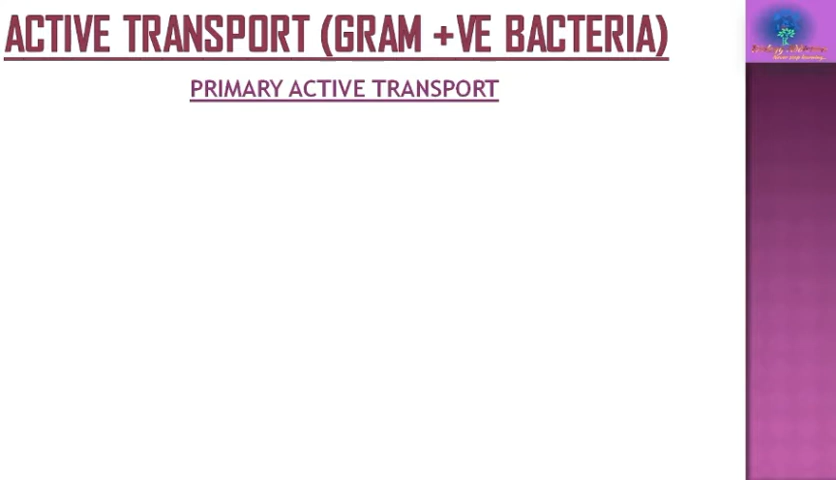 ACTIVE TRANSPORT (GRAM +VE BACTERIA)
PRIMARY ACTIVE TRANSPORT